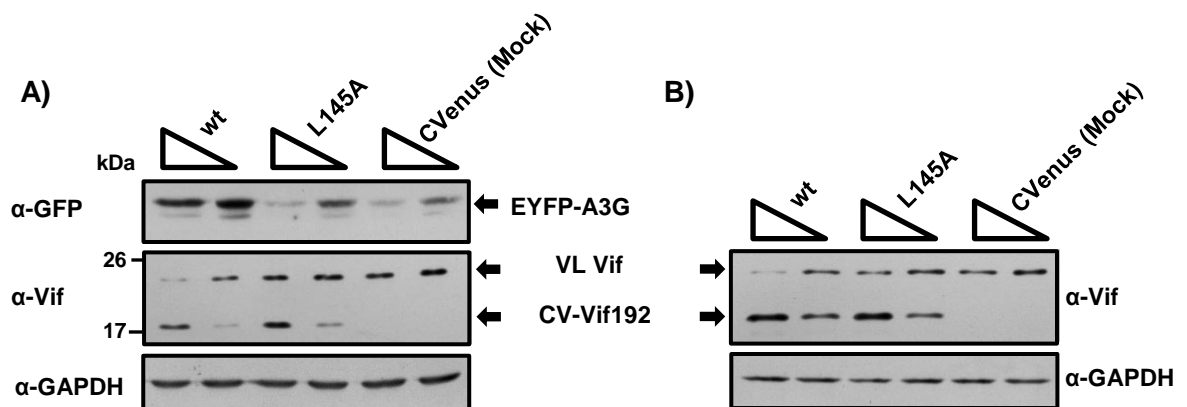 A)
wt
L145A
CVenus (Mock)
kDa
α-GFP
EYFP-A3G
26
α-Vif
17
VL Vif
CV-Vif192
α-GAPDH
B)
wt
L145A
CVenus (Mock)
α-Vif
α-GAPDH